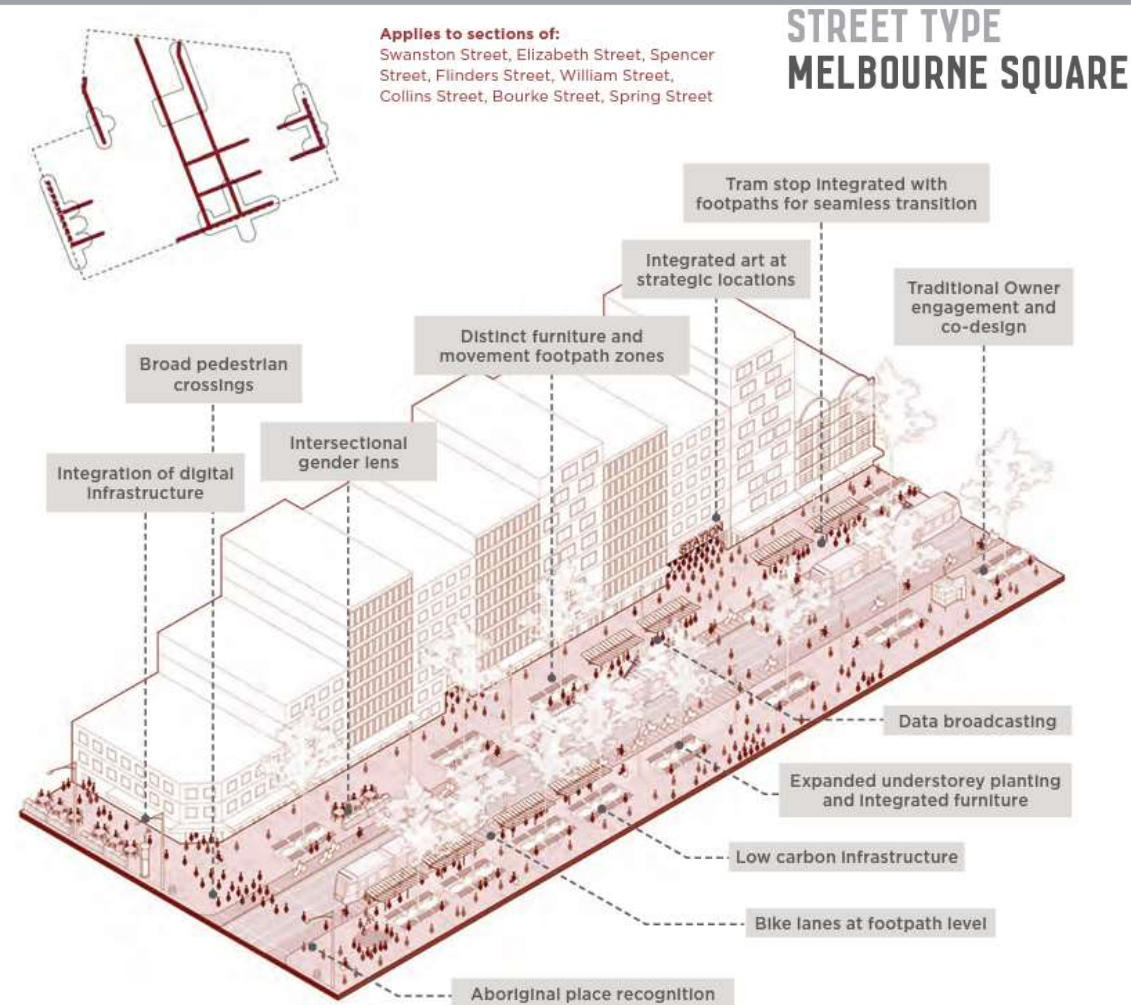 Applies to sections of:
Swanston Street, Elizabeth Street, Spencer
Street, Flinders Street, William Street,
Collins Street, Bourke Street, Spring Street
STREET TYPE
MELBOURNE SQUARE
Tram stop integrated with
footpaths for seamless transition
Integrated art at
strategic locations
Traditional Owner
engagement and
co-design
Distinct furniture and
movement footpath zones
Broad pedestrian
crossings
Intersectional
gender lens
Integration of digital
infrastructure
Data broadcasting
Expanded understorey planting
and integrated furniture
Low carbon infrastructure
Bike lanes at footpath level
Aboriginal place recognition